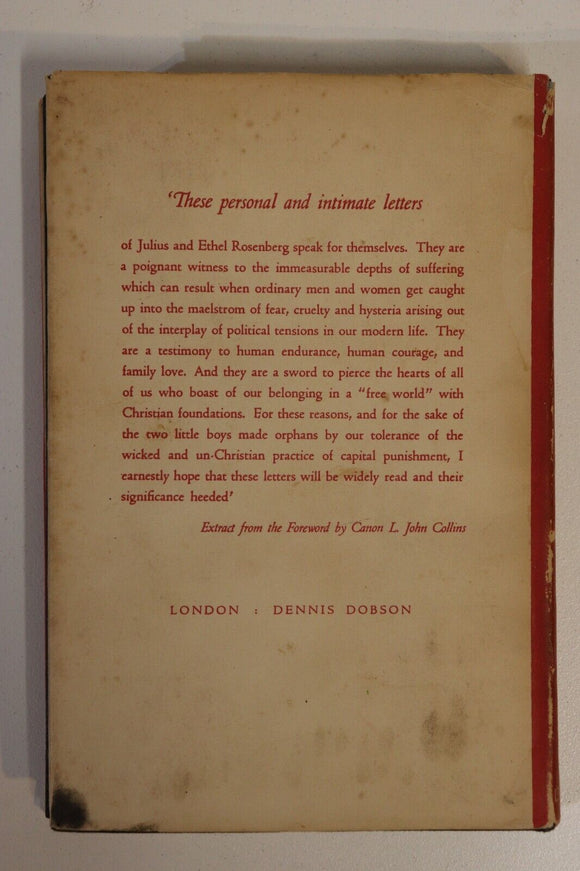 ‘These personal and intimate letters
of Julius and Ethel Rosenberg speak for themselves. They are
a poignant witness to the immeasurable depths of suffering
which can result when ordinary men and women get caught
up into the maelstrom of fear, cruelty and hysteria arising out
of the interplay of political tensions in our modern life. They
are a testimony to human endurance, human courage, and
family love. And they are a sword to pierce the hearts of all
of us who boast of our belonging in a "free world" with
Christian foundations. For these reasons, and for the sake of
the two little boys made orphans by our tolerance of the
wicked and un-Christian practice of capital punishment, I
earnestly hope that these letters will be widely read and their
significance heeded’
Extract from the Foreword by Canon L. John Collins
LONDON : DENNIS DOBSON